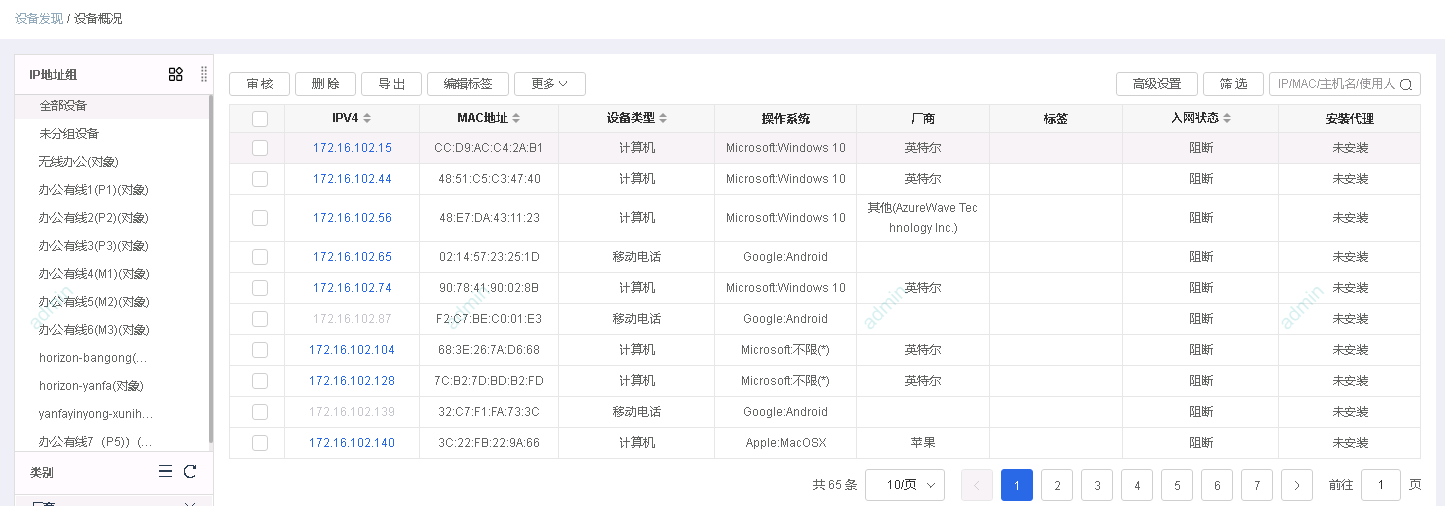 设备发现 / 设备概况
IP地址组
全部设备
未分组设备
无线办公(对象)
办公有线1(P1)(对象)
办公有线2(P2)(对象)
办公有线3(P3)(对象)
办公有线4(M1)(对象)
办公有线5(M2)(对象)
办公有线6(M3)(对象)
horizon-bangong(...
horizon-yanfa(对象)
yanfayinyong-xunih...
办公有线7（P5)）(...
类别
审 核 删 除 导 出 编辑标签 更多 高级设置 筛 选 IP/MAC/主机名/使用人
IPV4 MAC地址 设备类型 操作系统 厂商 标签 入网状态 安装代理
172.16.102.15 CC:D9:AC:C4:2A:B1 计算机 Microsoft:Windows 10 英特尔 阻断 未安装
172.16.102.44 48:51:C5:C3:47:40 计算机 Microsoft:Windows 10 英特尔 阻断 未安装
172.16.102.56 48:E7:DA:43:11:23 计算机 Microsoft:Windows 10 其他(AzureWave Tec
hnology Inc.) 阻断 未安装
172.16.102.65 02:14:57:23:25:1D 移动电话 Google:Android 阻断 未安装
172.16.102.74 90:78:41:90:02:8B 计算机 Microsoft:Windows 10 英特尔 阻断 未安装
172.16.102.87 F2:C7:BE:C0:01:E3 移动电话 Google:Android 阻断 未安装
172.16.102.104 68:3E:26:7A:D6:68 计算机 Microsoft:不限(*) 英特尔 阻断 未安装
172.16.102.128 7C:B2:7D:BD:B2:FD 计算机 Microsoft:不限(*) 英特尔 阻断 未安装
172.16.102.139 32:C7:F1:FA:73:3C 移动电话 Google:Android 阻断 未安装
172.16.102.140 3C:22:FB:22:9A:66 计算机 Apple:MacOSX 苹果 阻断 未安装
共 65 条 10/页 1 2 3 4 5 6 7 前往 1 页
admin
admin
admin
admin